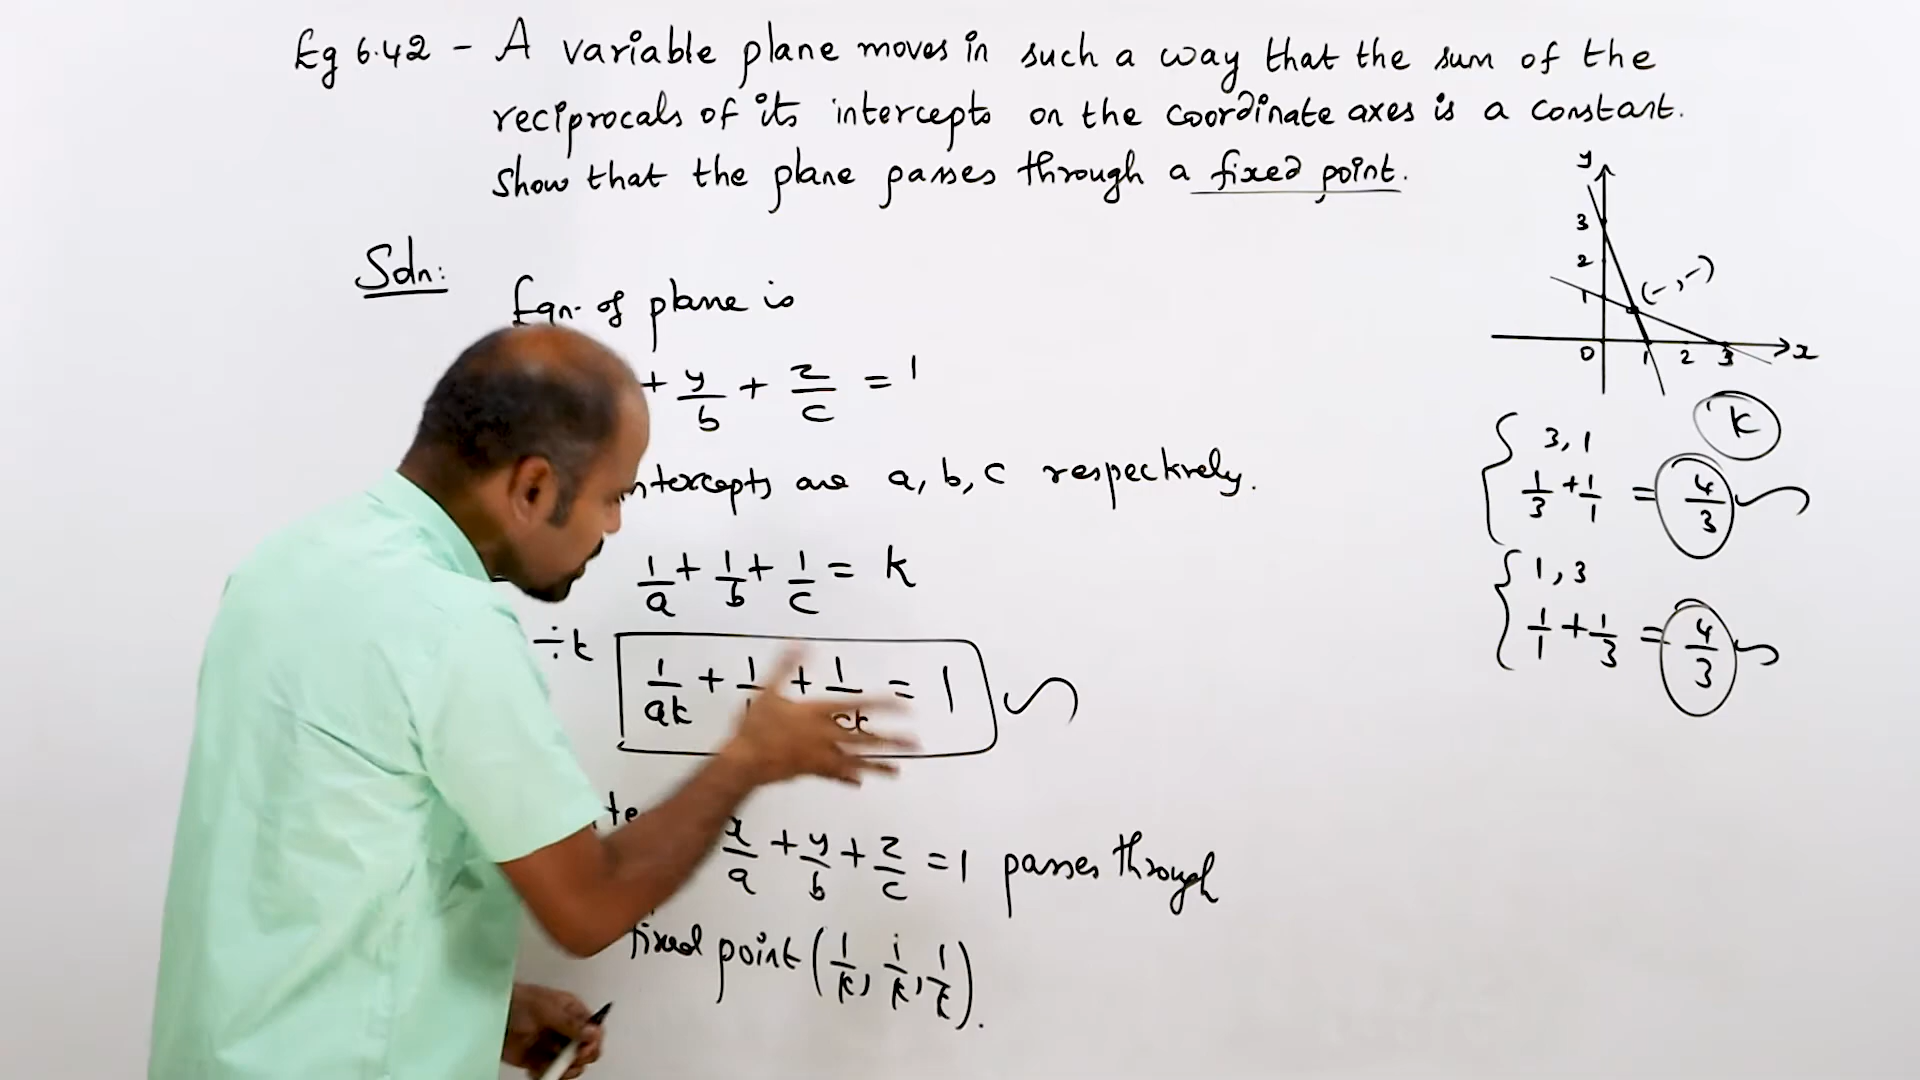 Eg 6.42 - A variable plane moves in such a way that the sum of the
reciprocals of its intercepts on the coordinate axes is a constant.
Show that the plane passes through a fixed point.
Soln:
Eqn. of plane is
+ y/b + z/c = 1
are a, b, c respectively.
1/a + 1/b + 1/c = k
÷k
1/ak + 1 + 1/ck = 1
x/a + y/b + z/c = 1 passes through
fixed point (1/k, 1/k, 1/k).
y
3
2
1
(-, -)
0 1 2 3 x
k
3, 1
1/3 + 1/1 = 4/3
1, 3
1/1 + 1/3 = 4/3